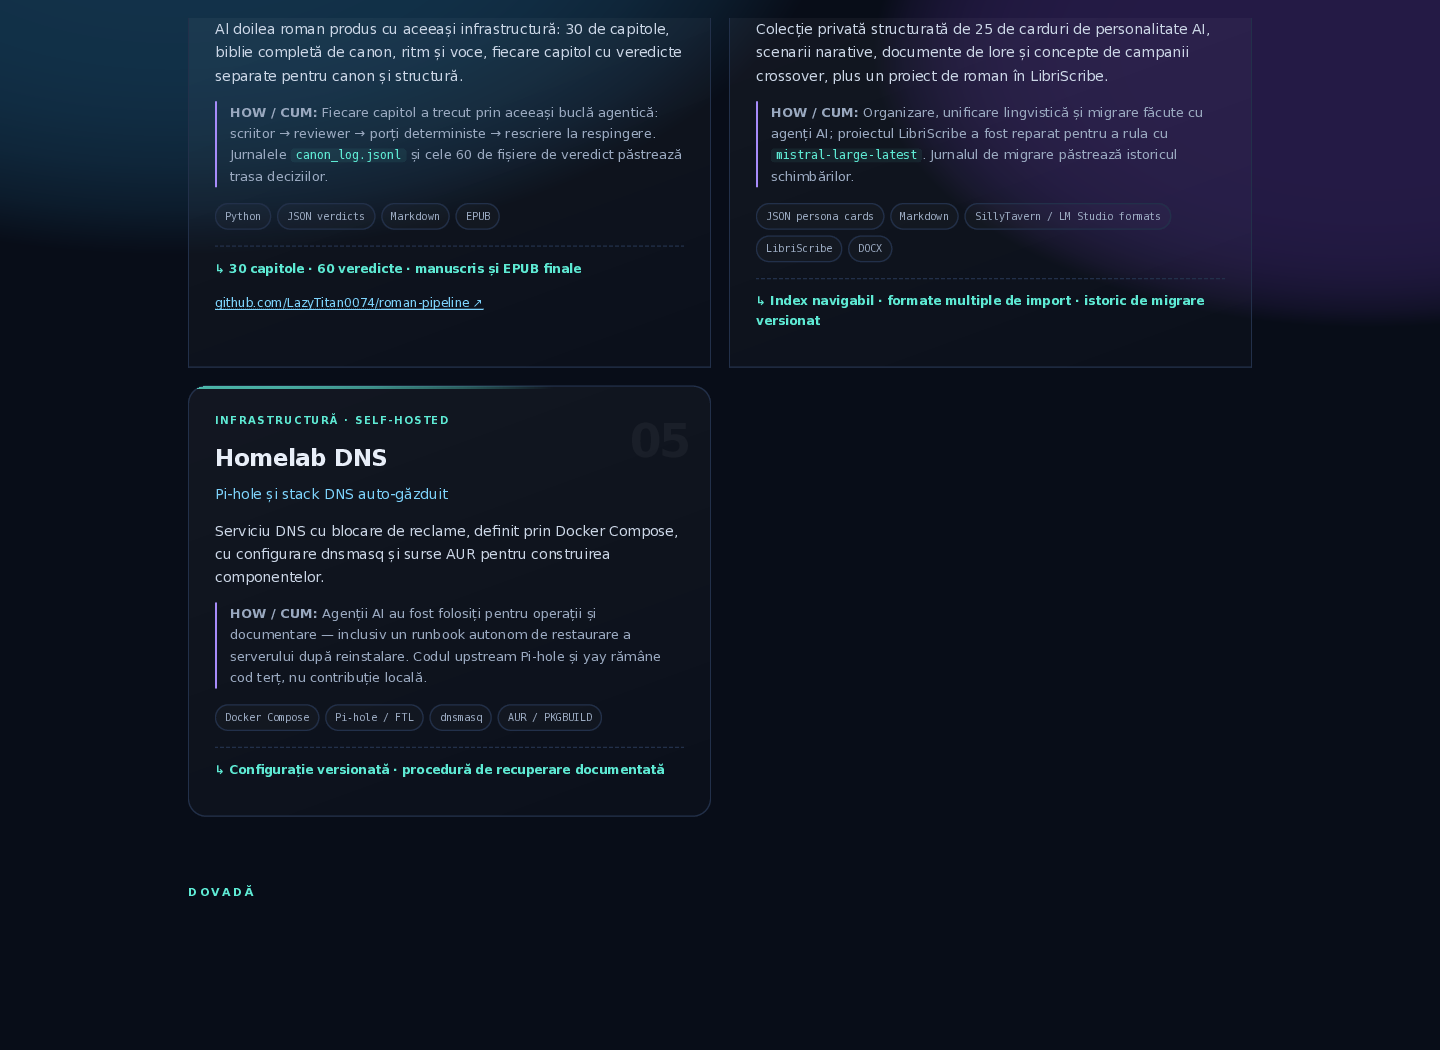 Al doilea roman produs cu aceeași infrastructură: 30 de capitole,
biblie completă de canon, ritm și voce, fiecare capitol cu veredicte
separate pentru canon și structură.
HOW / CUM: Fiecare capitol a trecut prin aceeași buclă agentică:
scriitor → reviewer → porți deterministe → rescriere la respingere.
Jurnalele canon_log.jsonl și cele 60 de fișiere de veredict păstrează
trasa deciziilor.
Python JSON verdicts Markdown EPUB
↳ 30 capitole · 60 veredicte · manuscris și EPUB finale
github.com/LazyTitan0074/roman-pipeline ↗
Colecție privată structurată de 25 de carduri de personalitate AI,
scenarii narative, documente de lore și concepte de campanii
crossover, plus un proiect de roman în LibriScribe.
HOW / CUM: Organizare, unificare lingvistică și migrare făcute cu
agenți AI; proiectul LibriScribe a fost reparat pentru a rula cu
mistral-large-latest. Jurnalul de migrare păstrează istoricul
schimbărilor.
JSON persona cards Markdown SillyTavern / LM Studio formats
LibriScribe DOCX
↳ Index navigabil · formate multiple de import · istoric de migrare
versionat
INFRASTRUCTURĂ · SELF-HOSTED
05
Homelab DNS
Pi-hole și stack DNS auto-găzduit
Serviciu DNS cu blocare de reclame, definit prin Docker Compose,
cu configurare dnsmasq și surse AUR pentru construirea
componentelor.
HOW / CUM: Agenții AI au fost folosiți pentru operații și
documentare — inclusiv un runbook autonom de restaurare a
serverului după reinstalare. Codul upstream Pi-hole și yay rămâne
cod terț, nu contribuție locală.
Docker Compose Pi-hole / FTL dnsmasq AUR / PKGBUILD
↳ Configurație versionată · procedură de recuperare documentată
DOVADĂ